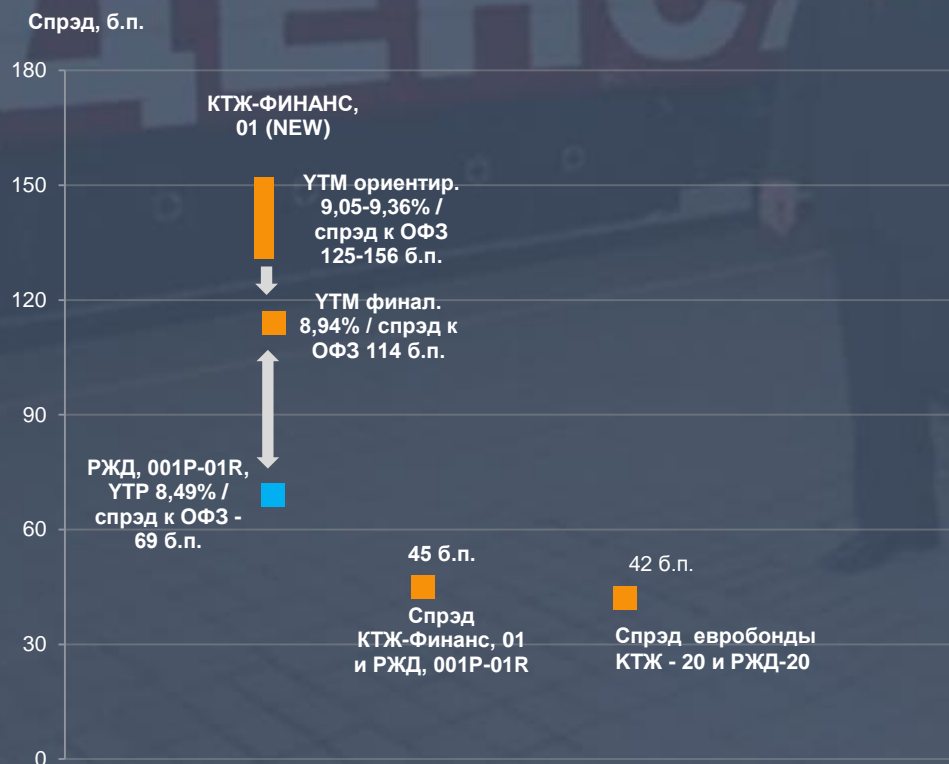 Спрэд, б.п.
180
КТЖ-ФИНАНС,
01 (NEW)
150
YTM ориентир.
9,05-9,36% /
спрэд к ОФЗ
125-156 б.п.
120
YTM финал.
8,94% / спрэд к
ОФЗ 114 б.п.
90
РЖД, 001Р-01R,
YTP 8,49% /
спрэд к ОФЗ -
69 б.п.
60
45 б.п.
42 б.п.
Спрэд
КТЖ-Финанс, 01
и РЖД, 001Р-01R
Спрэд евробонды
КТЖ - 20 и РЖД-20
30
0